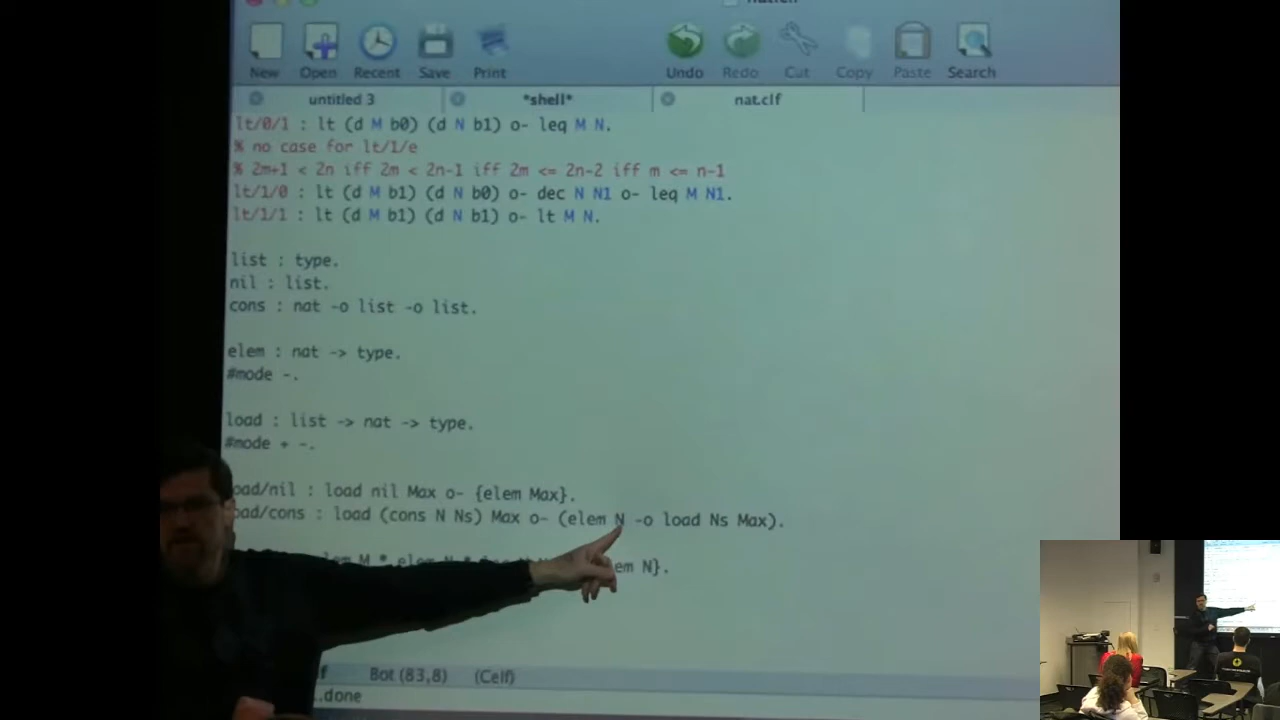 nat.clf
New Open Recent Save Print Undo Redo Cut Copy Paste Search
untitled 3 *shell* nat.clf
lt/0/1 : lt (d M b0) (d N b1) o- leq M N.
% no case for lt/1/e
% 2m+1 < 2n iff 2m < 2n-1 iff 2m <= 2n-2 iff m <= n-1
lt/1/0 : lt (d M b1) (d N b0) o- dec N N1 o- leq M N1.
lt/1/1 : lt (d M b1) (d N b1) o- lt M N.
list : type.
nil : list.
cons : nat -o list -o list.
elem : nat -> type.
#mode -.
load : list -> nat -> type.
#mode + -.
oad/nil : load nil Max o- {elem Max}.
oad/cons : load (cons N Ns) Max o- (elem N -o load Ns Max).
em M * elem N * em N}.
f Bot (83,8) (Celf)
..done